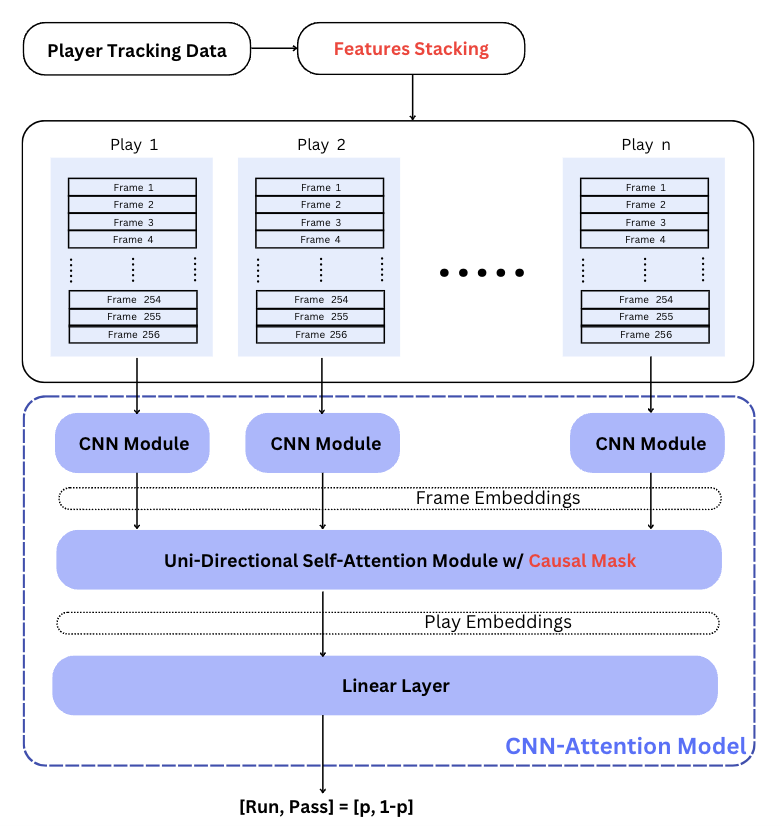 Player Tracking Data
Features Stacking
Play 1
Play 2
Play n
Frame 1
Frame 2
Frame 3
Frame 4
Frame 254
Frame 255
Frame 256
Frame 1
Frame 2
Frame 3
Frame 4
Frame 254
Frame 255
Frame 256
Frame 1
Frame 2
Frame 3
Frame 4
Frame 254
Frame 255
Frame 256
CNN Module
CNN Module
CNN Module
Frame Embeddings
Uni-Directional Self-Attention Module w/ Causal Mask
Play Embeddings
Linear Layer
CNN-Attention Model
[Run, Pass] = [p, 1-p]